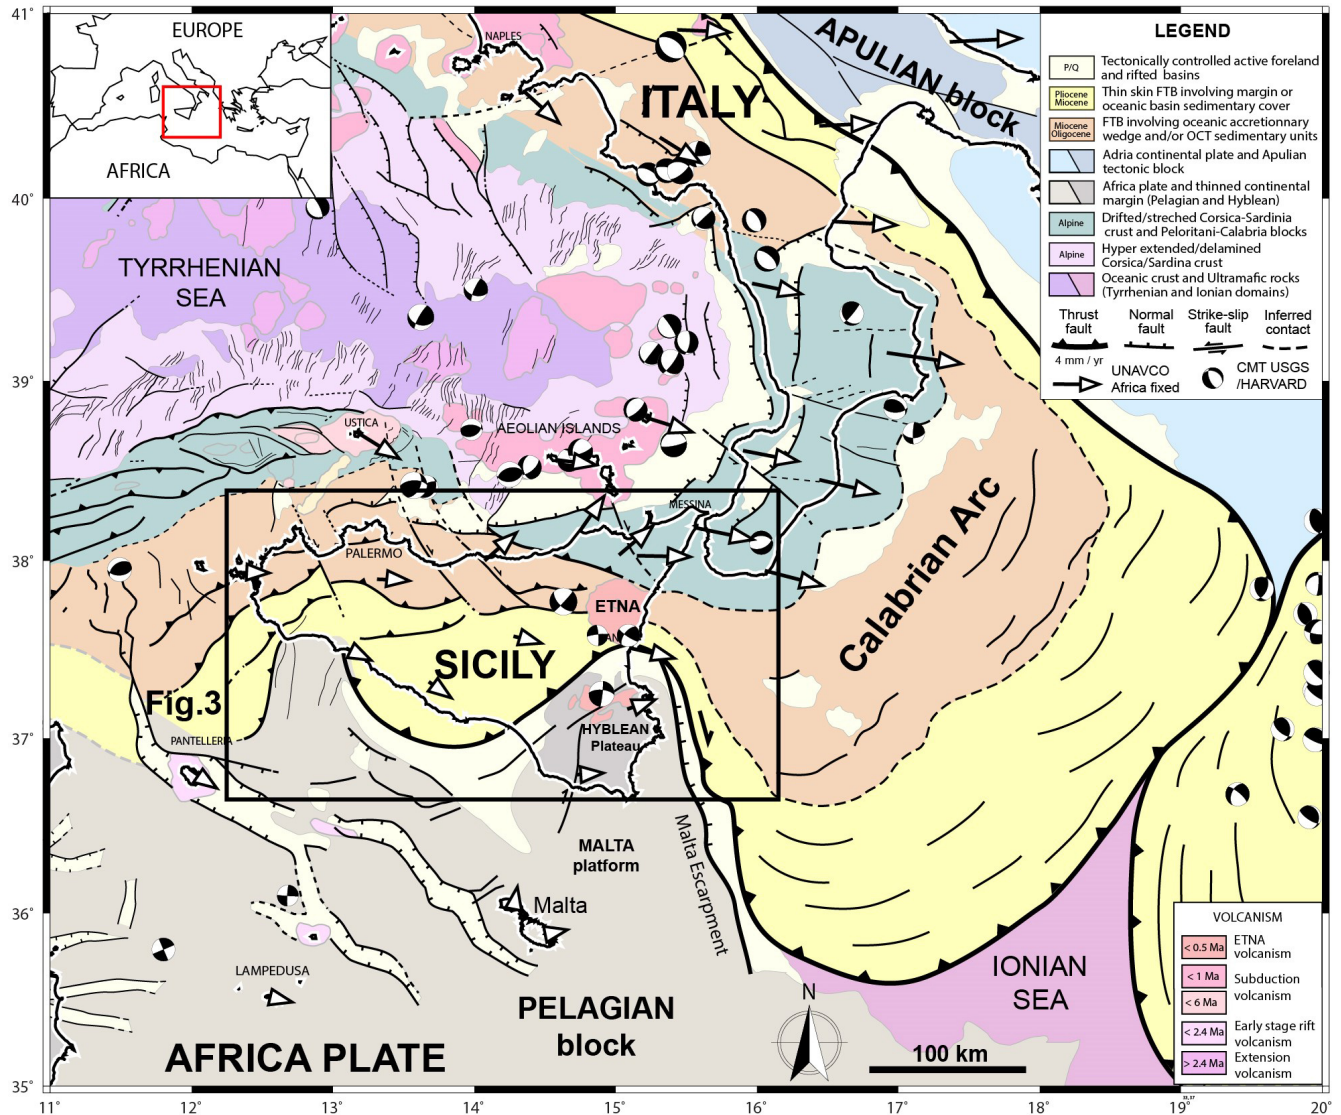 41°
EUROPE
AFRICA
NAPLES
ITALY
APULIAN block
LEGEND
P/Q
Tectonically controlled active foreland
and rifted basins
Pliocene
Miocene
Thin skin FTB involving margin or
oceanic basin sedimentary cover
Miocene
Oligocene
FTB involving oceanic accretionnary
wedge and/or OCT sedimentary units
Adria continental plate and Apulian
tectonic block
Africa plate and thinned continental
margin (Pelagian and Hyblean)
Alpine
Drifted/streched Corsica-Sardinia
crust and Peloritani-Calabria blocks
Alpine
Hyper extended/delamined
Corsica/Sardina crust
Oceanic crust and Ultramafic rocks
(Tyrrhenian and Ionian domains)
Thrust
fault
Normal
fault
Strike-slip
fault
Inferred
contact
4 mm / yr
UNAVCO
Africa fixed
CMT USGS
/HARVARD
40°
TYRRHENIAN
SEA
39°
USTICA
AEOLIAN ISLANDS
MESSINA
38°
PALERMO
ETNA
Calabrian Arc
SICILY
Fig.3
37°
PANTELLERIA
HYBLEAN
Plateau
MALTA
platform
Malta Escarpment
36°
Malta
LAMPEDUSA
PELAGIAN
block
AFRICA PLATE
N
100 km
IONIAN
SEA
VOLCANISM
< 0.5 Ma
ETNA
volcanism
< 1 Ma
< 6 Ma
Subduction
volcanism
< 2.4 Ma
Early stage rift
volcanism
> 2.4 Ma
Extension
volcanism
35°
11° 12° 13° 14° 15° 16° 17° 18° 19° 20°